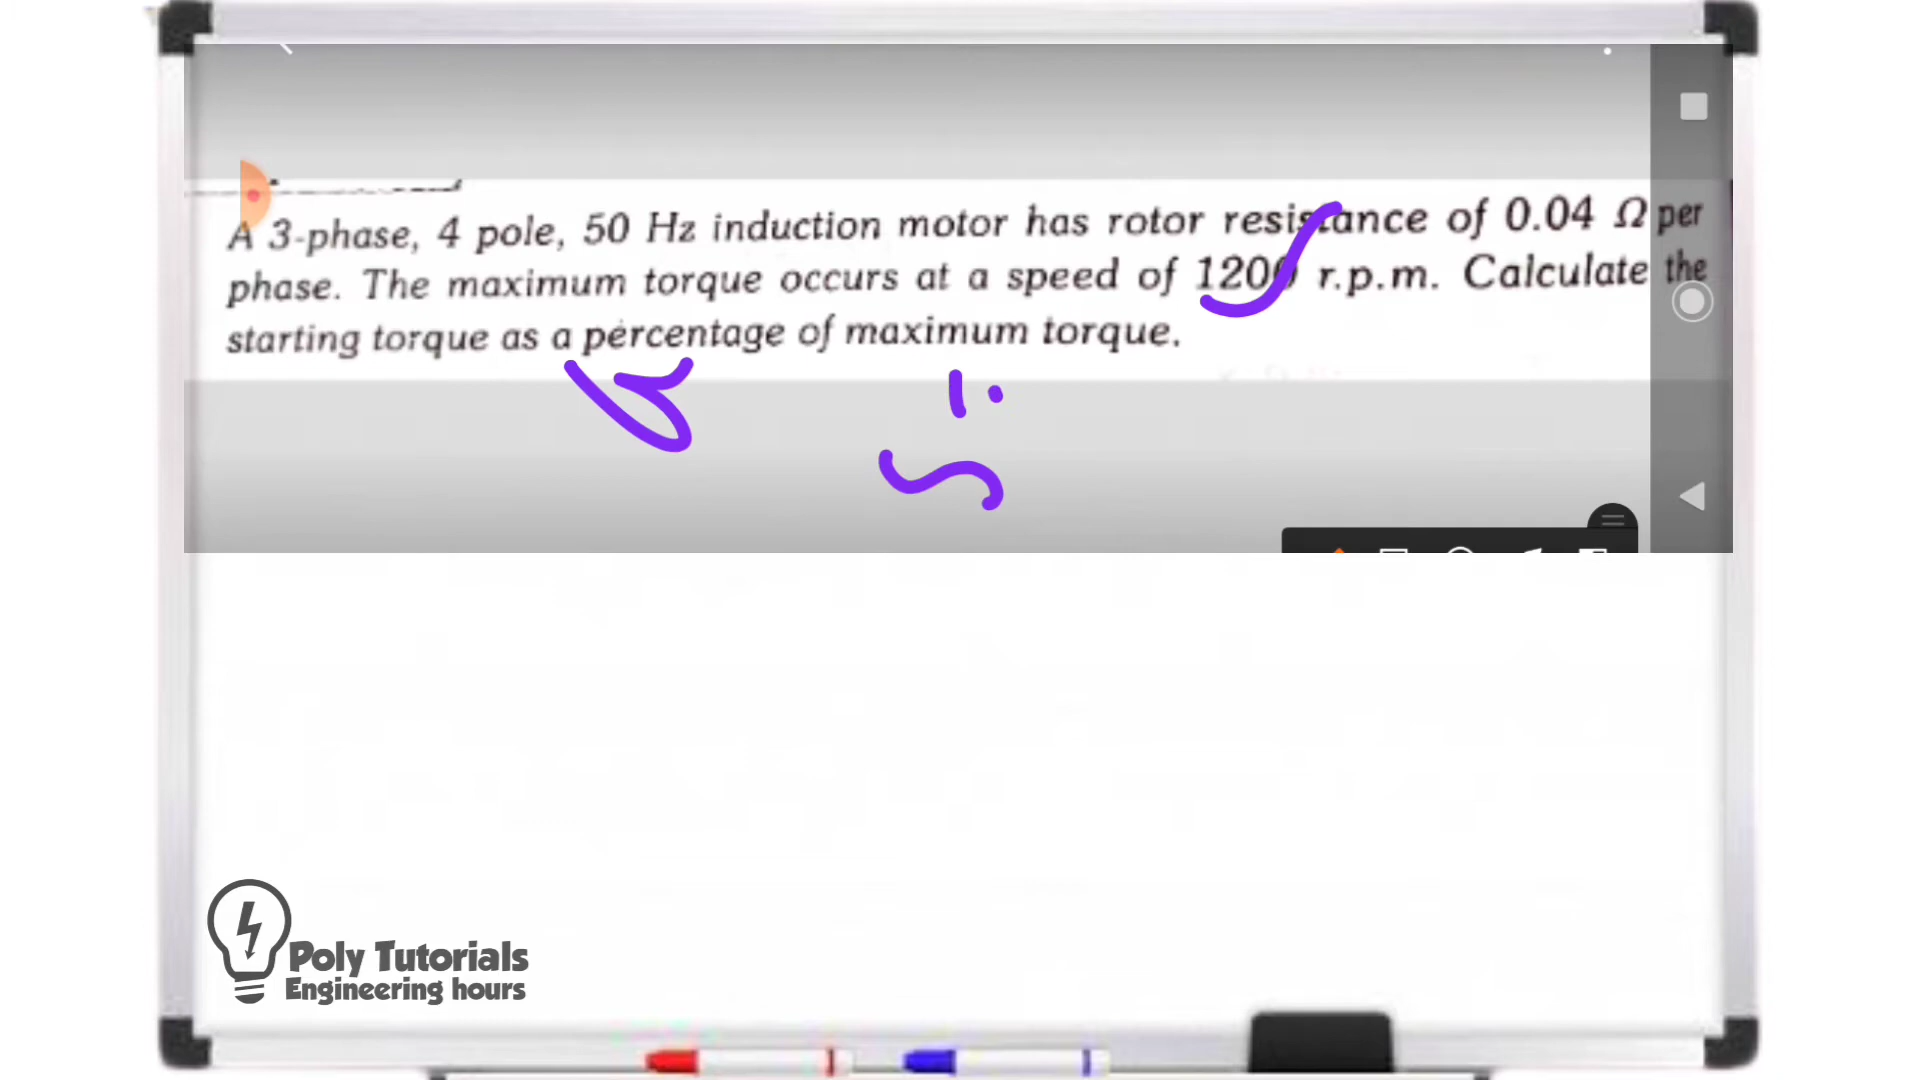 A 3-phase, 4 pole, 50 Hz induction motor has rotor resistance of 0.04 Ω per
phase. The maximum torque occurs at a speed of 1200 r.p.m. Calculate the
starting torque as a percentage of maximum torque.
Poly Tutorials
Engineering hours